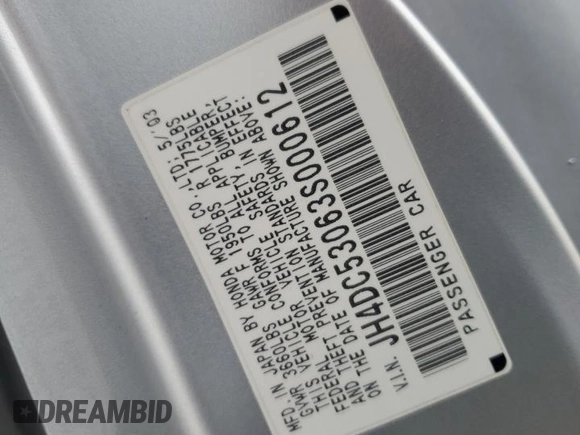 MFD. IN JAPAN BY HONDA MOTOR CO.,LTD: 5/'03
GVWR 3660LBS GAWR F 1950LBS R 1775LBS
THIS VEHICLE CONFORMS TO ALL APPLICABLE
FEDERAL MOTOR VEHICLE SAFETY, BUMPER,
AND THEFT PREVENTION STANDARDS IN EFFECT
ON THE DATE OF MANUFACTURE SHOWN ABOVE.
V.I.N. JH4DC53063S000612
PASSENGER CAR
DREAMBID